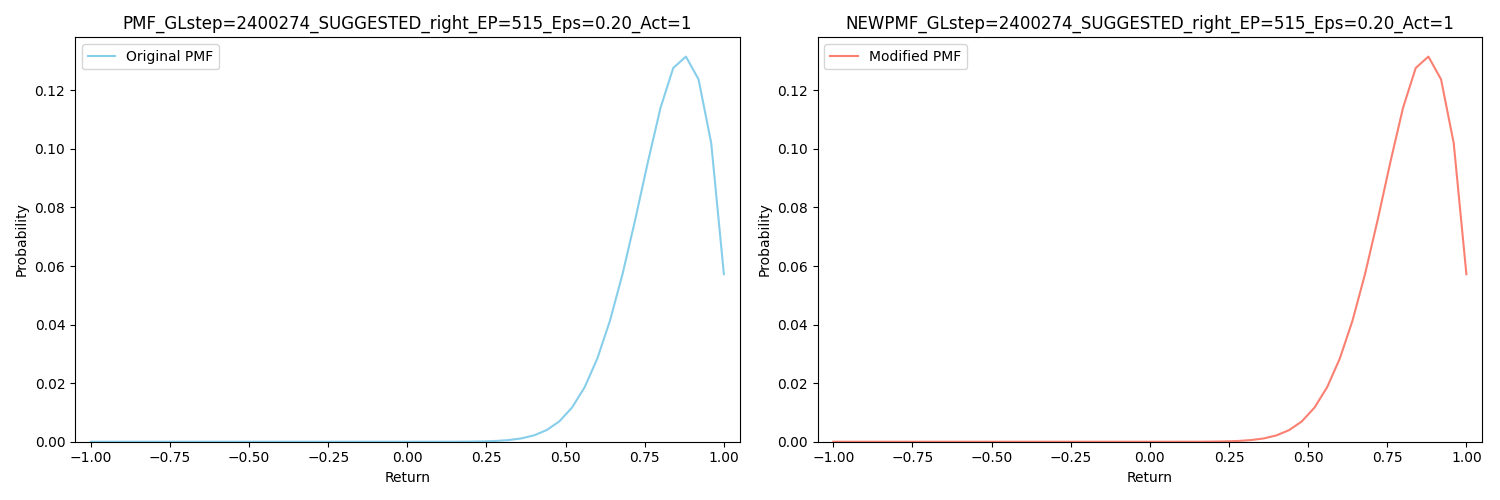 PMF_GLstep=2400274_SUGGESTED_right_EP=515_Eps=0.20_Act=1
Original PMF
Probability
0.12
0.10
0.08
0.06
0.04
0.02
0.00
−1.00 −0.75 −0.50 −0.25 0.00 0.25 0.50 0.75 1.00
Return
NEWPMF_GLstep=2400274_SUGGESTED_right_EP=515_Eps=0.20_Act=1
Modified PMF
Probability
0.12
0.10
0.08
0.06
0.04
0.02
0.00
−1.00 −0.75 −0.50 −0.25 0.00 0.25 0.50 0.75 1.00
Return